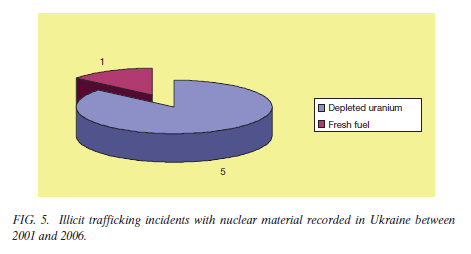 1
Depleted uranium
Fresh fuel
5
FIG. 5. Illicit trafficking incidents with nuclear material recorded in Ukraine between
2001 and 2006.